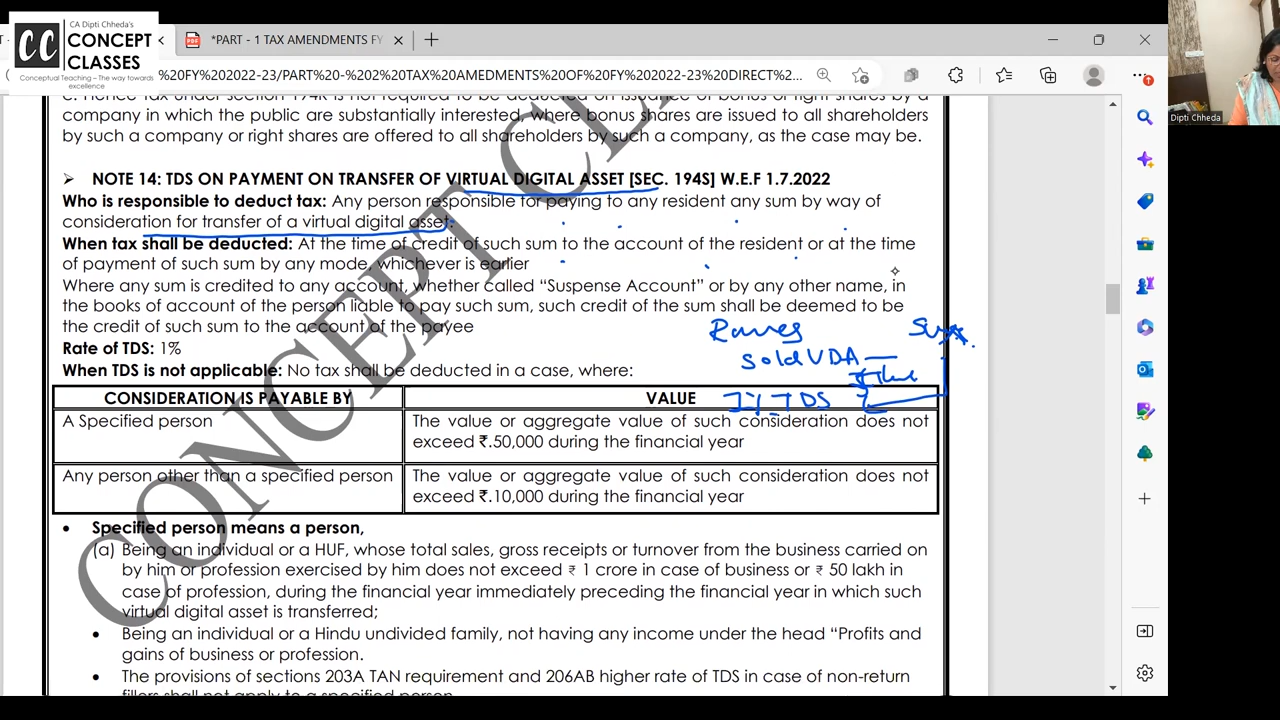 CA Dipti Chheda's
CONCEPT
CLASSES
Conceptual Teaching – The way towards
excellence
CC
*PART - 1 TAX AMENDMENTS FY
%20FY%202022-23/PART%20-%202%20TAX%20AMEDMENTS%20OF%20FY%202022-23%20DIRECT%2...
company in which the public are substantially interested, where bonus shares are issued to all shareholders
by such a company or right shares are offered to all shareholders by such a company, as the case may be.
NOTE 14: TDS ON PAYMENT ON TRANSFER OF VIRTUAL DIGITAL ASSET [SEC. 194S] W.E.F 1.7.2022
Who is responsible to deduct tax: Any person responsible for paying to any resident any sum by way of
consideration for transfer of a virtual digital asset.
When tax shall be deducted: At the time of credit of such sum to the account of the resident or at the time
of payment of such sum by any mode, whichever is earlier
Where any sum is credited to any account, whether called "Suspense Account" or by any other name, in
the books of account of the person liable to pay such sum, such credit of the sum shall be deemed to be
the credit of such sum to the account of the payee
Rate of TDS: 1%
When TDS is not applicable: No tax shall be deducted in a case, where:
sold VDA
1% TDS
CONSIDERATION IS PAYABLE BY
VALUE
A Specified person
The value or aggregate value of such consideration does not
exceed ₹.50,000 during the financial year
Any person other than a specified person
The value or aggregate value of such consideration does not
exceed ₹.10,000 during the financial year
• Specified person means a person,
(a) Being an individual or a HUF, whose total sales, gross receipts or turnover from the business carried on
by him or profession exercised by him does not exceed ₹ 1 crore in case of business or ₹ 50 lakh in
case of profession, during the financial year immediately preceding the financial year in which such
virtual digital asset is transferred;
• Being an individual or a Hindu undivided family, not having any income under the head "Profits and
gains of business or profession.
• The provisions of sections 203A TAN requirement and 206AB higher rate of TDS in case of non-return
CONCEPT CL
Dipti Chheda